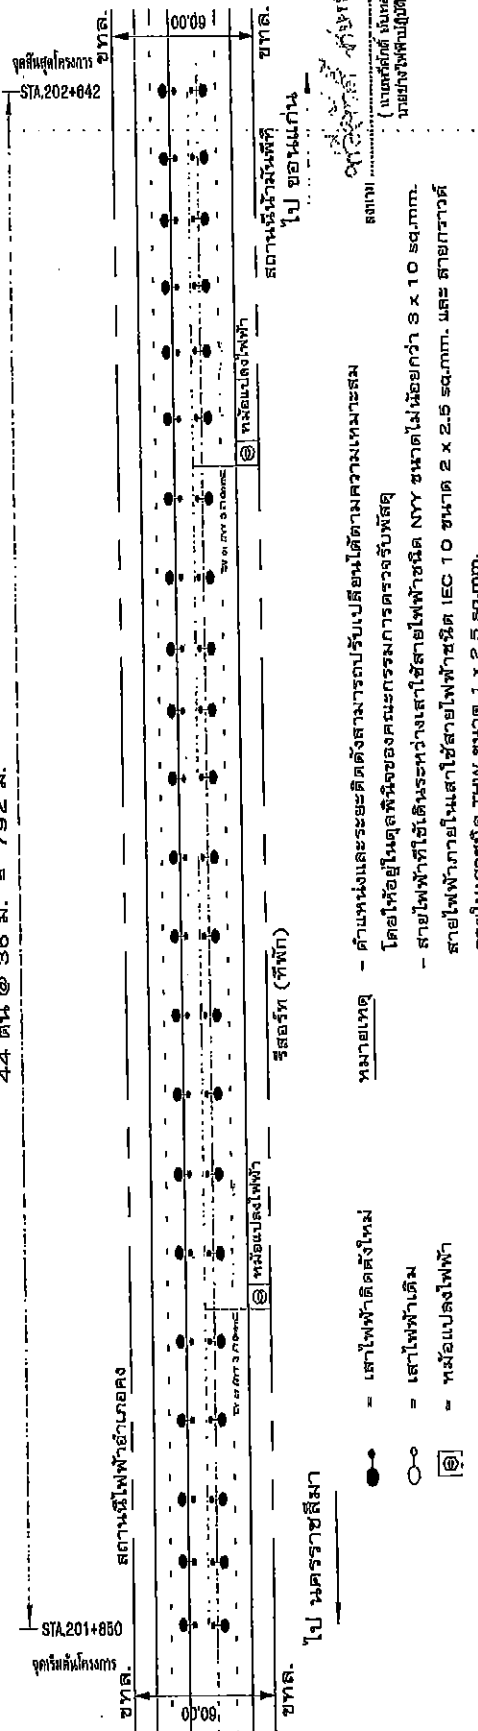 44 ต้น @ 36 ม. = 792 ม.
STA.201+850
จุดเริ่มต้นโครงการ
จุดสิ้นสุดโครงการ
STA.202+642
สถานีไฟฟ้าอำเภอคง
ขทล.
60.00
ขทล.
ขทล.
60.00
ขทล.
หม้อแปลงไฟฟ้า
รีสอร์ท (ที่พัก)
หม้อแปลงไฟฟ้า
สถานีน้ำมันพีที
ไป นครราชสีมา
ไป ขอนแก่น
= เสาไฟฟ้าติดตั้งใหม่
= เสาไฟฟ้าเดิม
= หม้อแปลงไฟฟ้า
หมายเหตุ - ตำแหน่งและระยะติดตั้งสามารถปรับเปลี่ยนได้ตามความเหมาะสม
โดยให้อยู่ในดุลพินิจของคณะกรรมการตรวจรับพัสดุ
- สายไฟฟ้าที่ใช้เดินระหว่างเสาใช้สายไฟฟ้าชนิด NYY ขนาดไม่น้อยกว่า 3 x 10 sq.mm.
สายไฟฟ้าภายในเสาใช้สายไฟฟ้าชนิด IEC 10 ขนาด 2 x 2.5 sq.mm. และ สายกราวด์
THW ขนาด 1 x 2.5 sq.mm.
ลงนาม